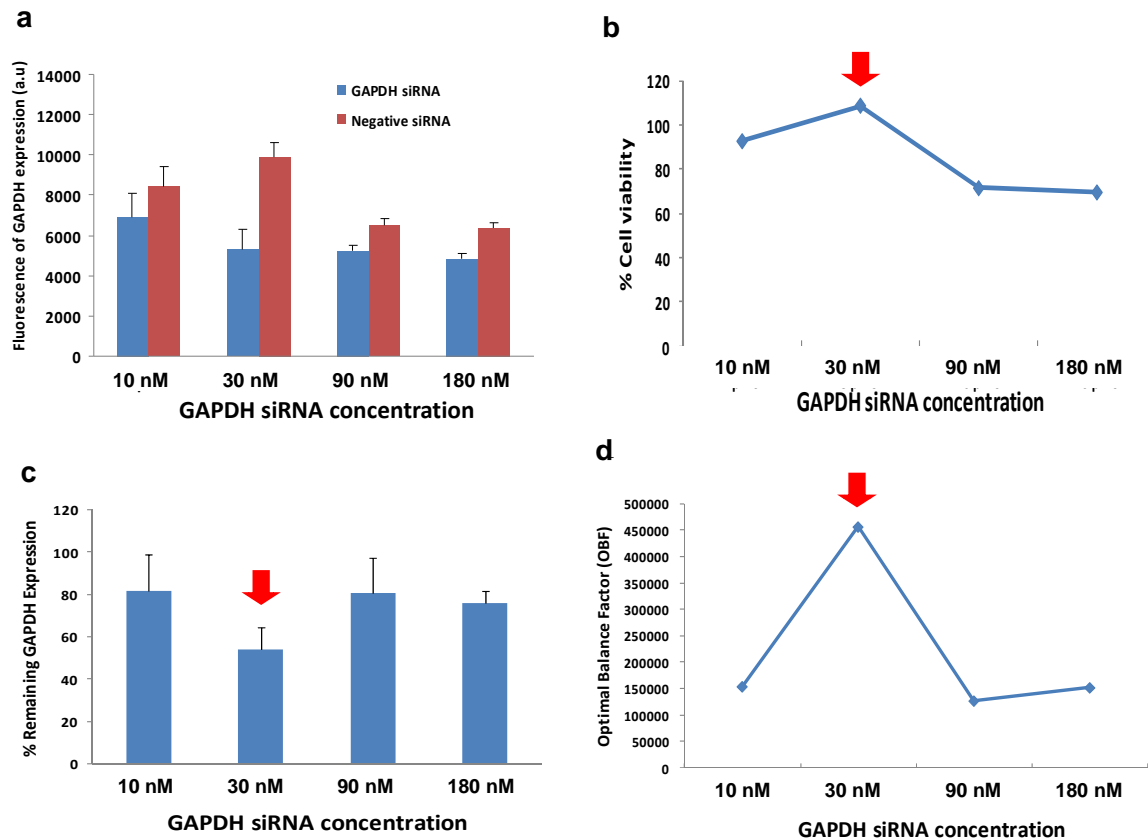 a
Fluorescence of GAPDH expression (a.u)
14000
12000
10000
8000
6000
4000
2000
0
GAPDH siRNA
Negative siRNA
10 nM 30 nM 90 nM 180 nM
GAPDH siRNA concentration
b
% Cell viability
120
100
80
60
40
20
0
10 nM 30 nM 90 nM 180 nM
GAPDH siRNA concentration
c
% Remaining GAPDH Expression
120
100
80
60
40
20
0
10 nM 30 nM 90 nM 180 nM
GAPDH siRNA concentration
d
Optimal Balance Factor (OBF)
500000
450000
400000
350000
300000
250000
200000
150000
100000
50000
0
10 nM 30 nM 90 nM 180 nM
GAPDH siRNA concentration